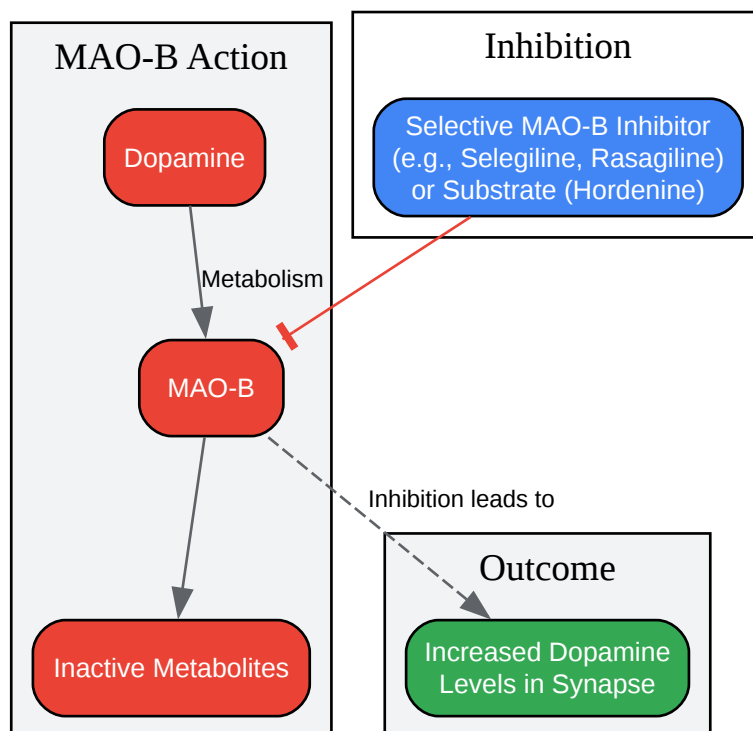 MAO-B Action
Dopamine
Metabolism
MAO-B
Inactive Metabolites
Inhibition
Selective MAO-B Inhibitor
(e.g., Selegiline, Rasagiline)
or Substrate (Hordenine)
Inhibition leads to
Outcome
Increased Dopamine
Levels in Synapse